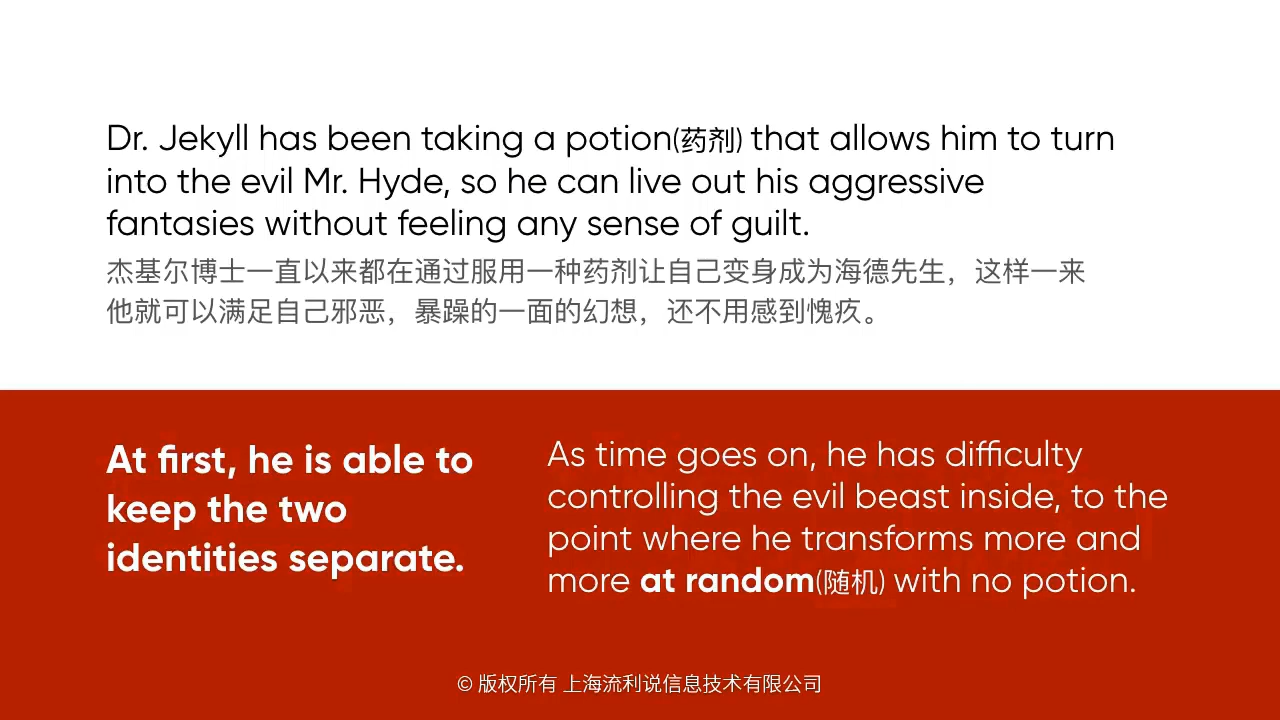 Dr. Jekyll has been taking a potion(药剂) that allows him to turn
into the evil Mr. Hyde, so he can live out his aggressive
fantasies without feeling any sense of guilt.
杰基尔博士一直以来都在通过服用一种药剂让自己变身成为海德先生，这样一来
他就可以满足自己邪恶，暴躁的一面的幻想，还不用感到愧疚。
At first, he is able to
keep the two
identities separate.
As time goes on, he has difficulty
controlling the evil beast inside, to the
point where he transforms more and
more at random(随机) with no potion.
© 版权所有 上海流利说信息技术有限公司